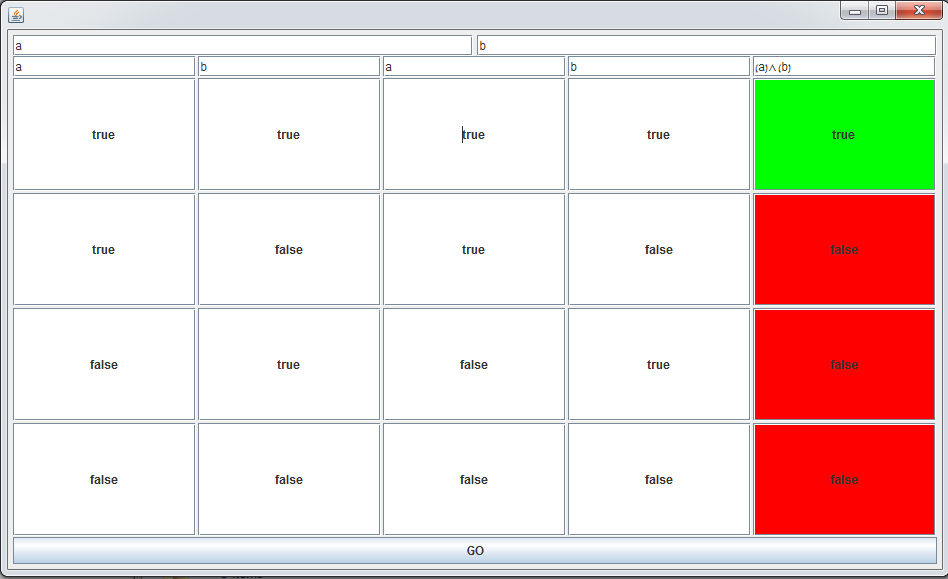 a b
a b a b (a)∧(b)
true true true true true
true false true false false
false true false true false
false false false false false
GO